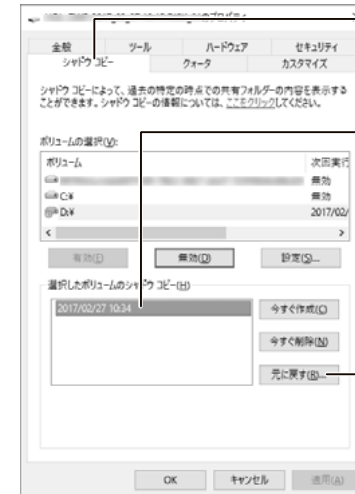 のプロパティ
全般 ツール ハードウェア セキュリティ
シャドウ コピー クォータ カスタマイズ
シャドウ コピーによって、過去の特定の時点での共有フォルダーの内容を表示する
ことができます。シャドウ コピーの情報については、ここをクリックしてください。
ボリュームの選択(V):
ボリューム 次回実行
無効
C:¥ 無効
D:¥ 2017/02/
有効(E) 無効(D) 設定(S)...
選択したボリュームのシャドウ コピー(H)
2017/02/27 10:34
今すぐ作成(C)
今すぐ削除(N)
元に戻す(R)...
OK キャンセル 適用(A)